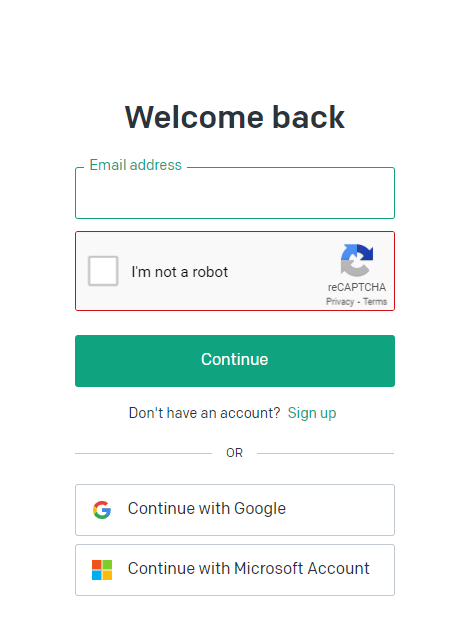 Welcome back
Email address
I'm not a robot
reCAPTCHA
Privacy - Terms
Continue
Don't have an account? Sign up
OR
Continue with Google
Continue with Microsoft Account